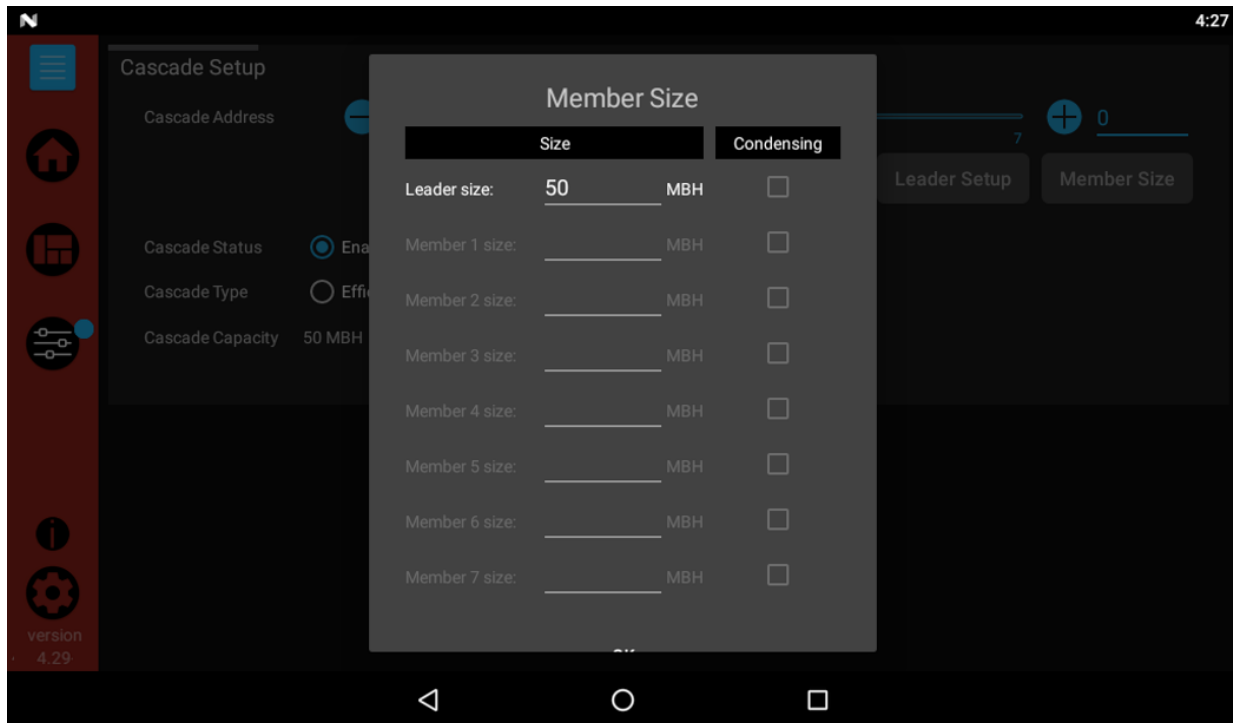 4:27
Cascade Setup
Cascade Address
7
0
Leader Setup
Member Size
Cascade Status
Ena
Cascade Type
Effi
Cascade Capacity 50 MBH
version
4.29
Member Size
Size Condensing
Leader size: 50 MBH
Member 1 size: MBH
Member 2 size: MBH
Member 3 size: MBH
Member 4 size: MBH
Member 5 size: MBH
Member 6 size: MBH
Member 7 size: MBH